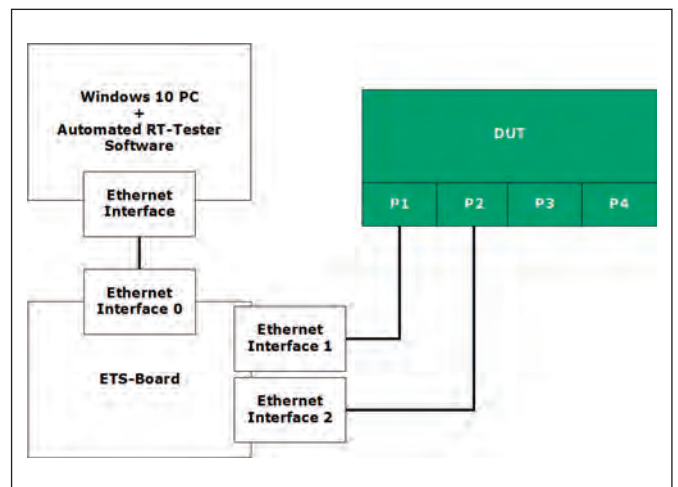 Windows 10 PC
+
Automated RT-Tester
Software
Ethernet
Interface
Ethernet
Interface 0
ETS-Board
Ethernet
Interface 1
Ethernet
Interface 2
DUT
P1 P2 P3 P4